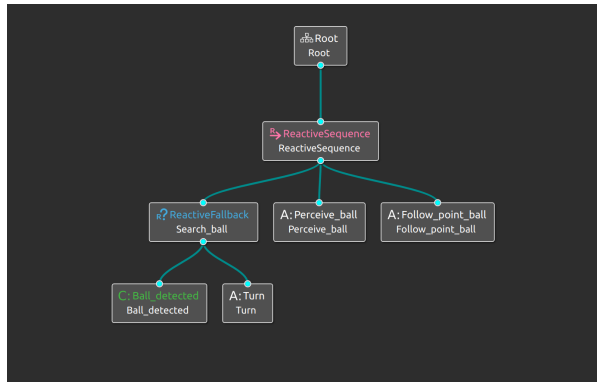 Root
Root
R ReactiveSequence
ReactiveSequence
R? ReactiveFallback
Search_ball
A: Perceive_ball
Perceive_ball
A: Follow_point_ball
Follow_point_ball
C: Ball_detected
Ball_detected
A: Turn
Turn